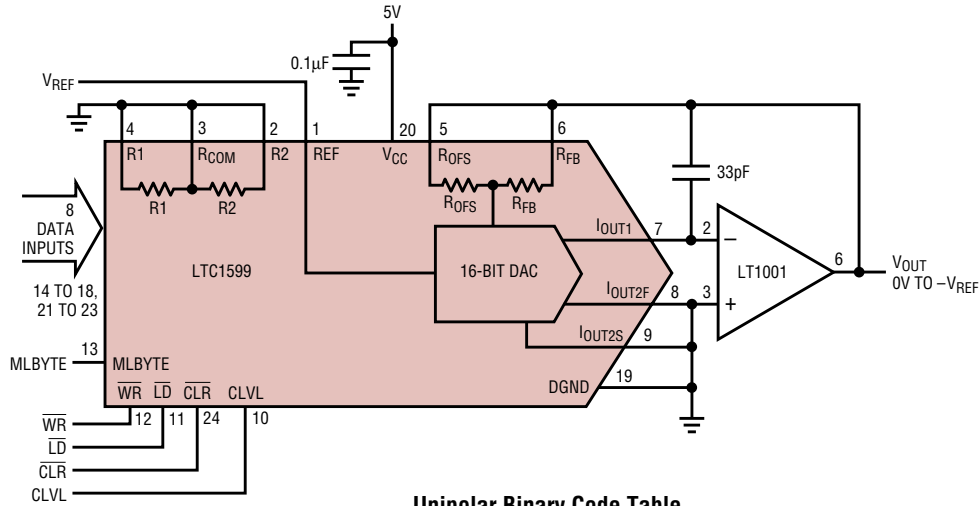 5V
0.1µF
VREF
4 3 2 1 20 5 6
R1 RCOM R2 REF VCC ROFS RFB
33pF
R1 R2
ROFS RFB
8
DATA
INPUTS
LTC1599
16-BIT DAC
IOUT1 7 2 −
LT1001
6
VOUT
0V TO –VREF
14 TO 18,
21 TO 23
IOUT2F 8 3 +
IOUT2S 9
MLBYTE 13 MLBYTE
DGND 19
WR LD CLR CLVL
12 11 24 10
WR
LD
CLR
CLVL
Unipolar Binary Code Table